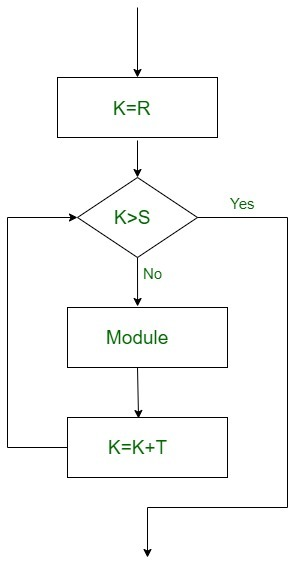 K=R
K>S
Yes
No
Module
K=K+T